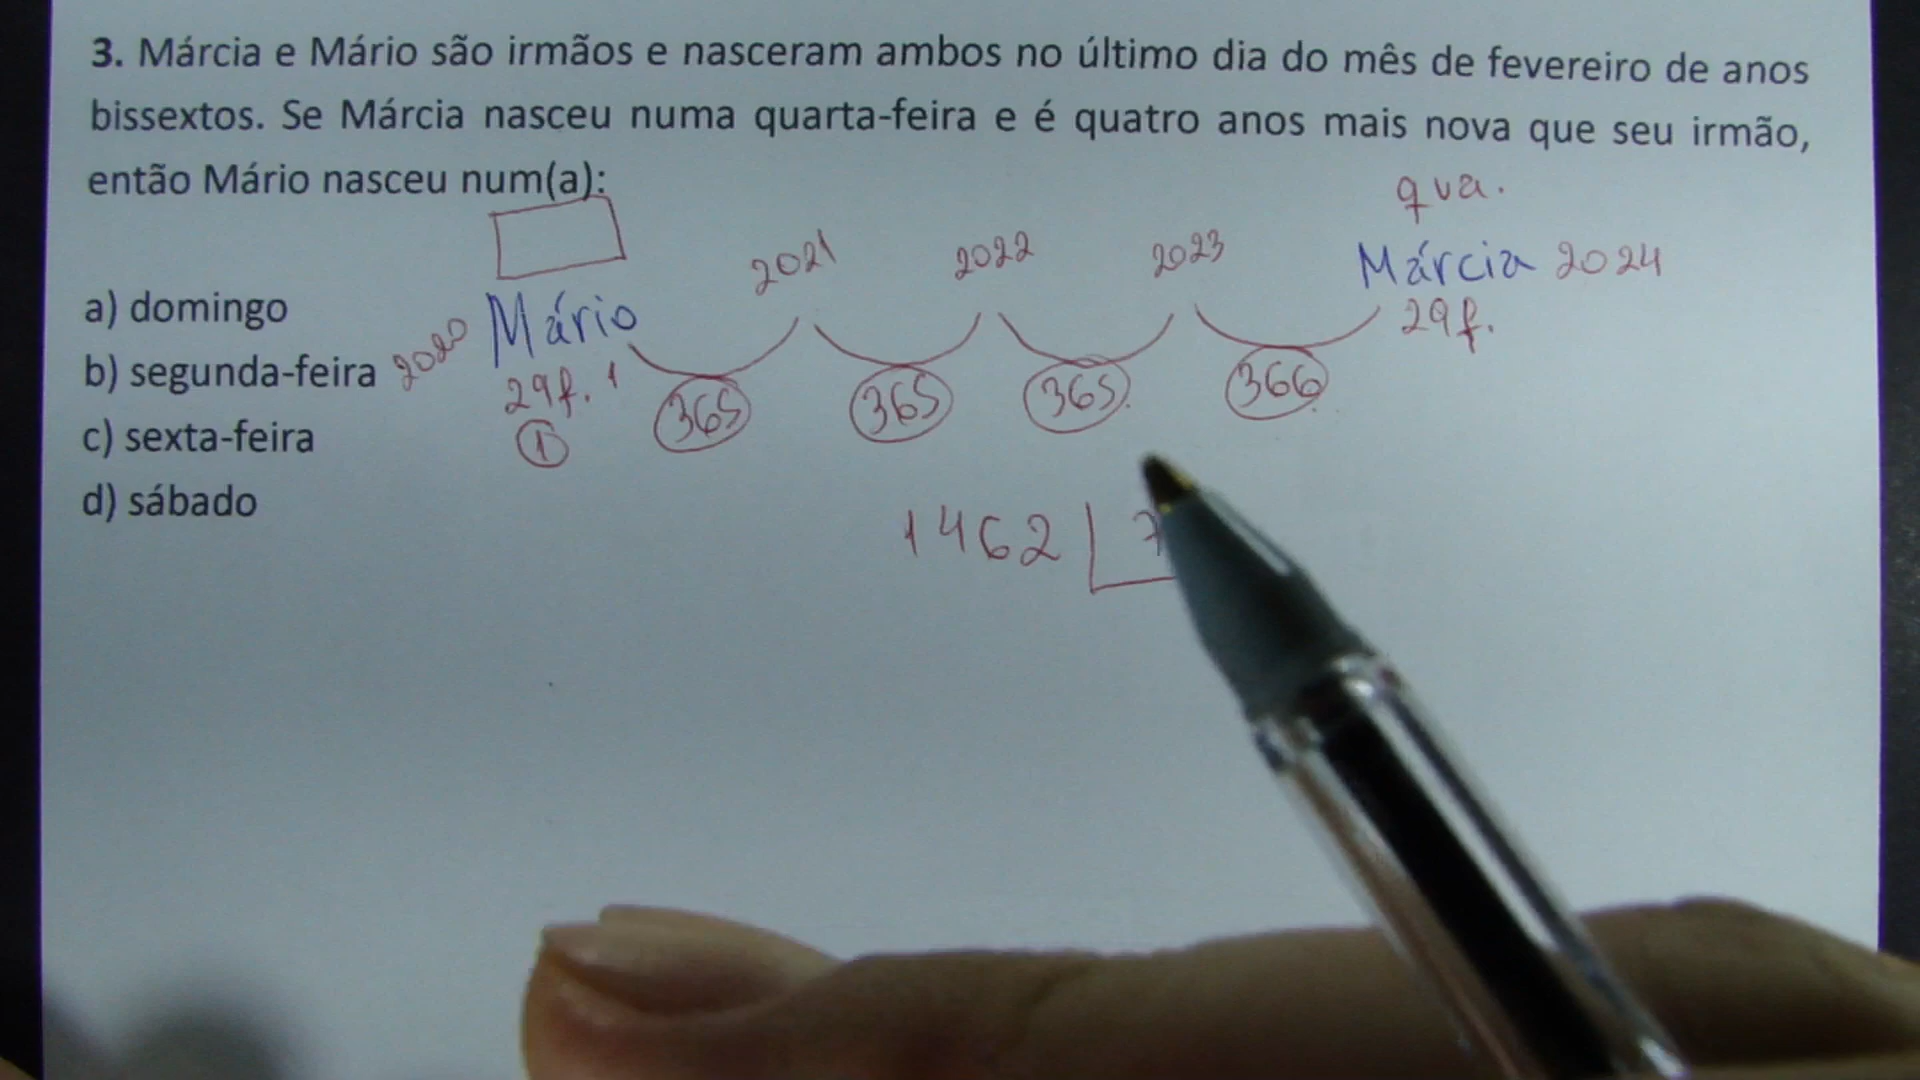 3. Márcia e Mário são irmãos e nasceram ambos no último dia do mês de fevereiro de anos
bissextos. Se Márcia nasceu numa quarta-feira e é quatro anos mais nova que seu irmão,
então Mário nasceu num(a):
qua.
2021 2022 2023
Márcia 2024
29f.
a) domingo
Mário
2020
b) segunda-feira
29f. 1
365 365 365 366
c) sexta-feira
1
d) sábado
1462 7